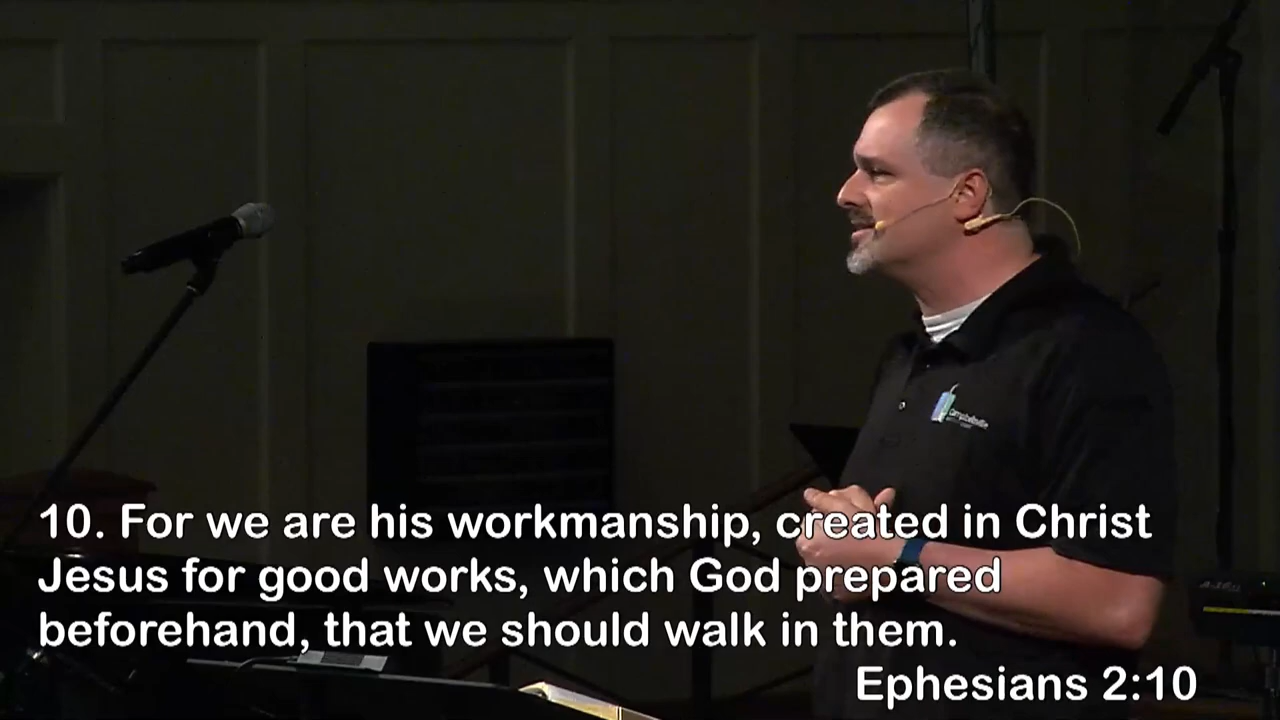 Campbellsville
10. For we are his workmanship, created in Christ
Jesus for good works, which God prepared
beforehand, that we should walk in them.
Ephesians 2:10